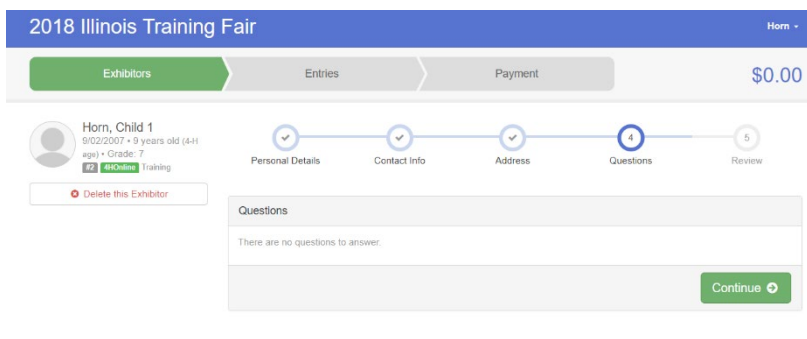 2018 Illinois Training Fair
Horn
Exhibitors
Entries
Payment
$0.00
Horn, Child 1
9/02/2007 • 9 years old (4-H
age) • Grade: 7
#2 4HOnline Training
Delete this Exhibitor
Personal Details
Contact Info
Address
4
Questions
5
Review
Questions
There are no questions to answer.
Continue